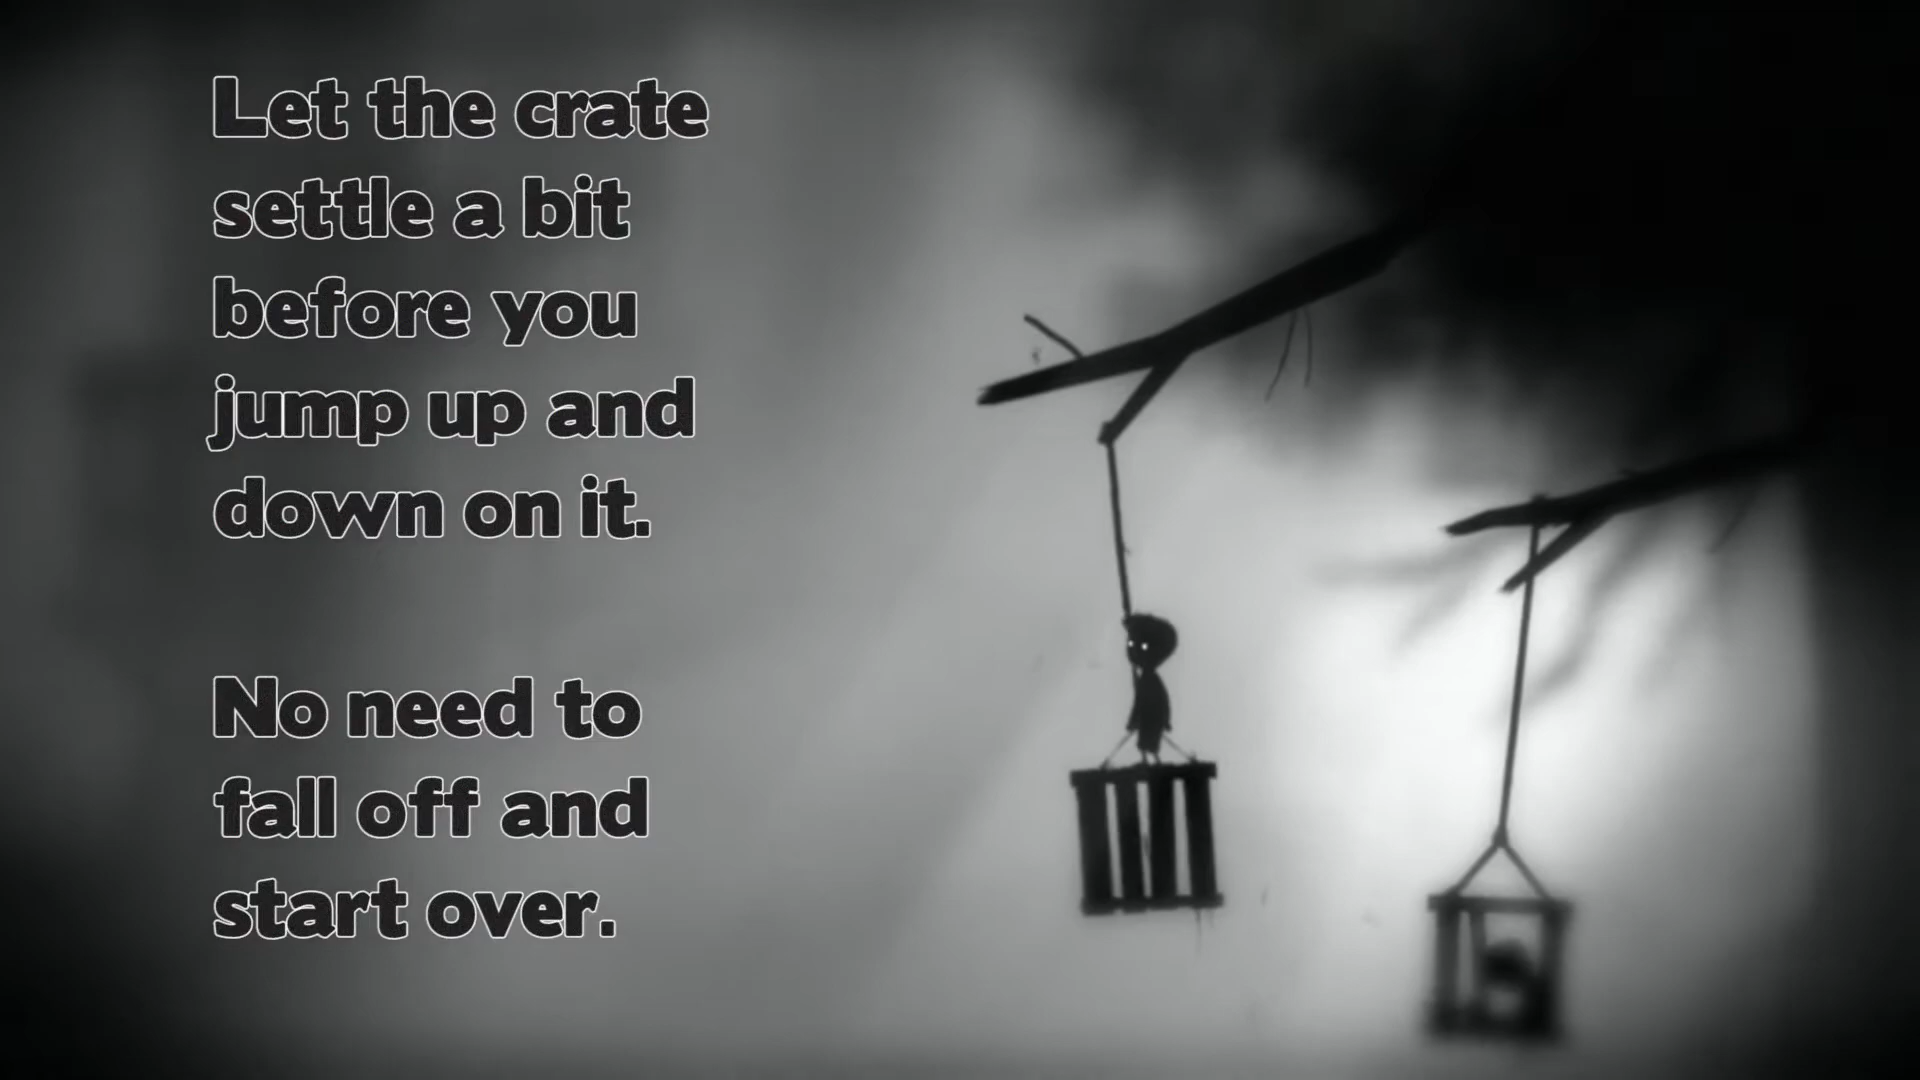 Let the crate
settle a bit
before you
jump up and
down on it.
No need to
fall off and
start over.